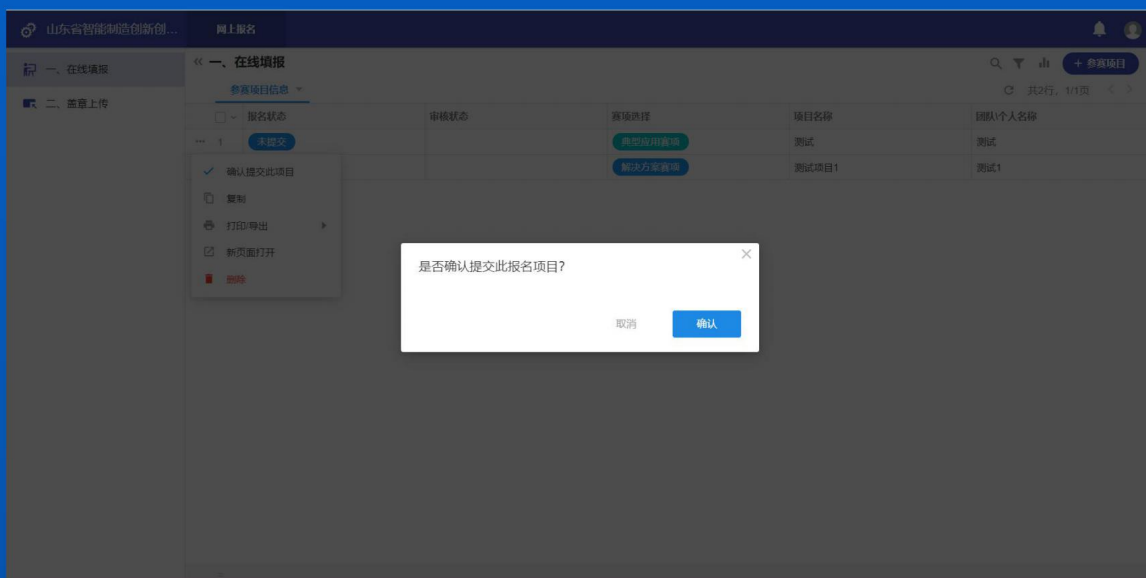 山东省智能制造创新创...
网上报名
一、在线填报
二、盖章上传
一、在线填报
+ 参赛项目
参赛项目信息
共2行，1/1页
报名状态 审核状态 赛项选择 项目名称 团队/个人名称
1 未提交 典型应用赛项 测试 测试
解决方案赛项 测试项目1 测试1
确认提交此项目
复制
打印/导出
新页面打开
删除
是否确认提交此报名项目?
取消 确认